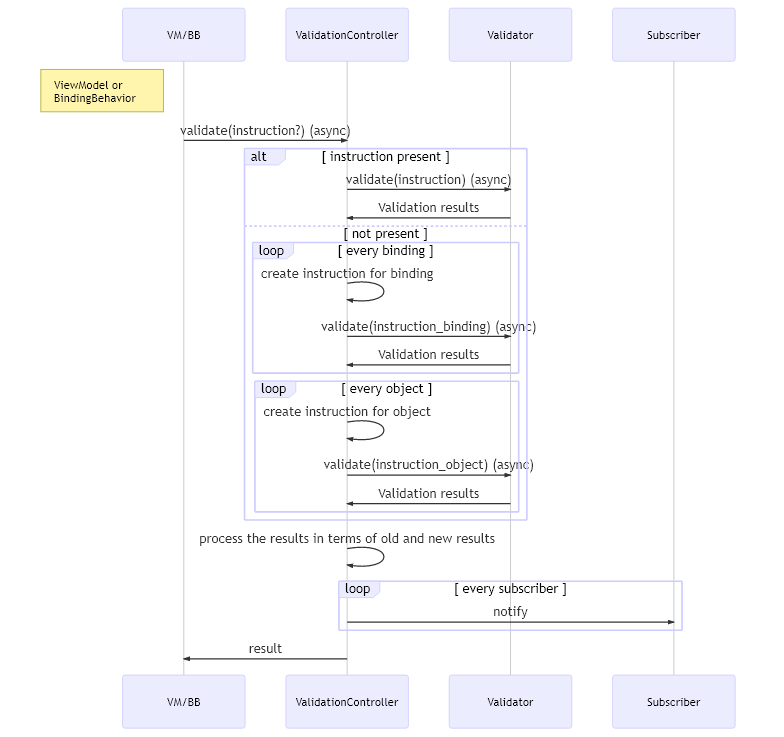 VM/BB
ValidationController
Validator
Subscriber
ViewModel or
BindingBehavior
validate(instruction?) (async)
alt
[ instruction present ]
validate(instruction) (async)
Validation results
[ not present ]
loop
[ every binding ]
create instruction for binding
validate(instruction_binding) (async)
Validation results
loop
[ every object ]
create instruction for object
validate(instruction_object) (async)
Validation results
process the results in terms of old and new results
loop
[ every subscriber ]
notify
result
VM/BB
ValidationController
Validator
Subscriber